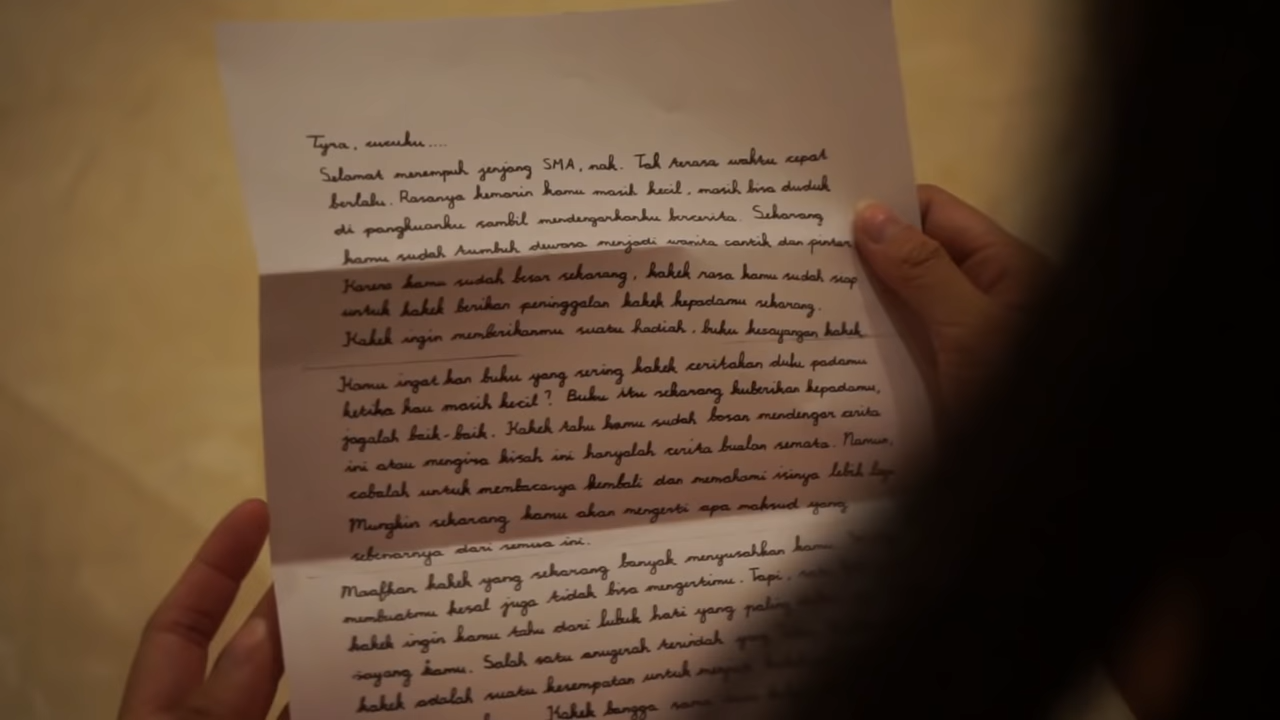 Tyra, cucuku....
Selamat menempuh jenjang SMA, nak. Tak terasa waktu cepat
berlalu. Rasanya kemarin kamu masih kecil, masih bisa duduk
di pangkuanku sambil mendengarkanku bercerita. Sekarang
kamu sudah tumbuh dewasa menjadi wanita cantik dan pintar.
Karena kamu sudah besar sekarang, kakek rasa kamu sudah siap
untuk kakek berikan peninggalan kakek kepadamu sekarang.
Kakek ingin memberikanmu suatu hadiah, buku kesayangan kakek.
Kamu ingat kan buku yang sering kakek ceritakan dulu padamu
ketika kau masih kecil? Buku itu sekarang kuberikan kepadamu,
jagalah baik-baik. Kakek tahu kamu sudah bosan mendengar cerita
ini atau mengira kisah ini hanyalah cerita bualan semata. Namun,
cobalah untuk membacanya kembali dan memahami isinya lebih
Mungkin sekarang kamu akan mengerti apa maksud yang
sebenarnya dari semua ini.
Maafkan kakek yang sekarang banyak menyusahkan kamu
membuatmu kesal juga tidak bisa mengertimu. Tapi,
kakek ingin kamu tahu dari lubuk hati yang paling
sayang kamu. Salah satu anugerah terindah
kakek adalah suatu kesempatan untuk
Kakek bangga